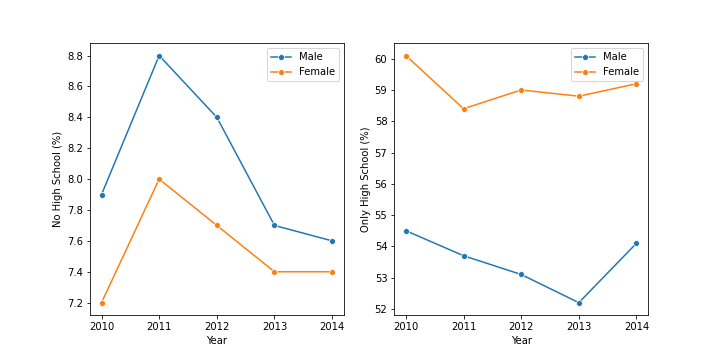 8.8
8.6
8.4
8.2
8.0
7.8
7.6
7.4
7.2
No High School (%)
2010 2011 2012 2013 2014
Year
Male
Female
60
59
58
57
56
55
54
53
52
Only High School (%)
2010 2011 2012 2013 2014
Year
Male
Female